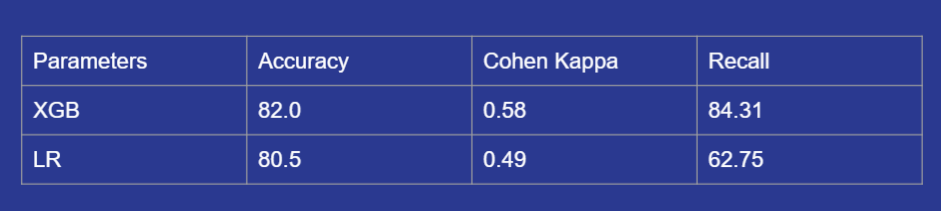 Parameters Accuracy Cohen Kappa Recall
XGB 82.0 0.58 84.31
LR 80.5 0.49 62.75